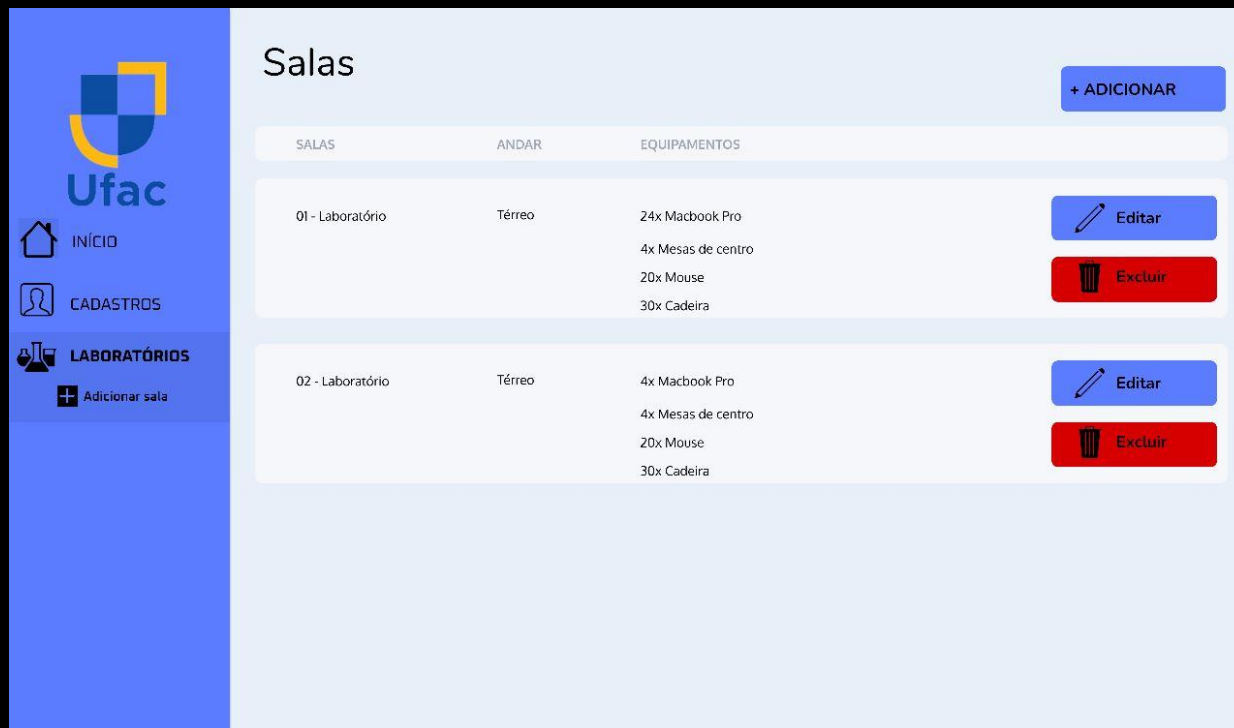 Ufac
INÍCIO
CADASTROS
LABORATÓRIOS
Adicionar sala
Salas
+ ADICIONAR
SALAS ANDAR EQUIPAMENTOS
01 - Laboratório Térreo 24x Macbook Pro Editar
4x Mesas de centro
20x Mouse Excluir
30x Cadeira
02 - Laboratório Térreo 4x Macbook Pro Editar
4x Mesas de centro
20x Mouse Excluir
30x Cadeira